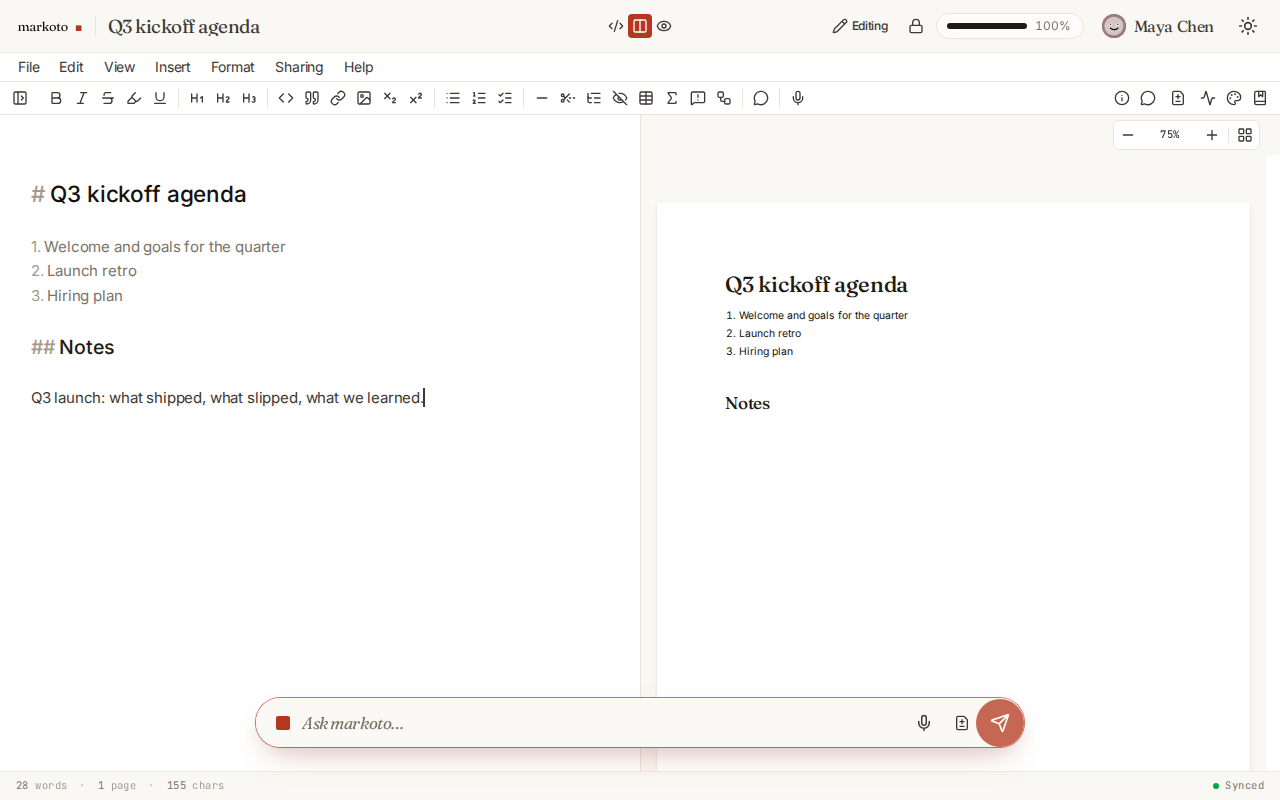 markoto
Q3 kickoff agenda
Editing
100%
Maya Chen
File Edit View Insert Format Sharing Help
H1 H2 H3
75%
# Q3 kickoff agenda
1. Welcome and goals for the quarter
2. Launch retro
3. Hiring plan
## Notes
Q3 launch: what shipped, what slipped, what we learned.
Q3 kickoff agenda
1. Welcome and goals for the quarter
2. Launch retro
3. Hiring plan
Notes
Ask markoto...
28 words · 1 page · 155 chars
Synced